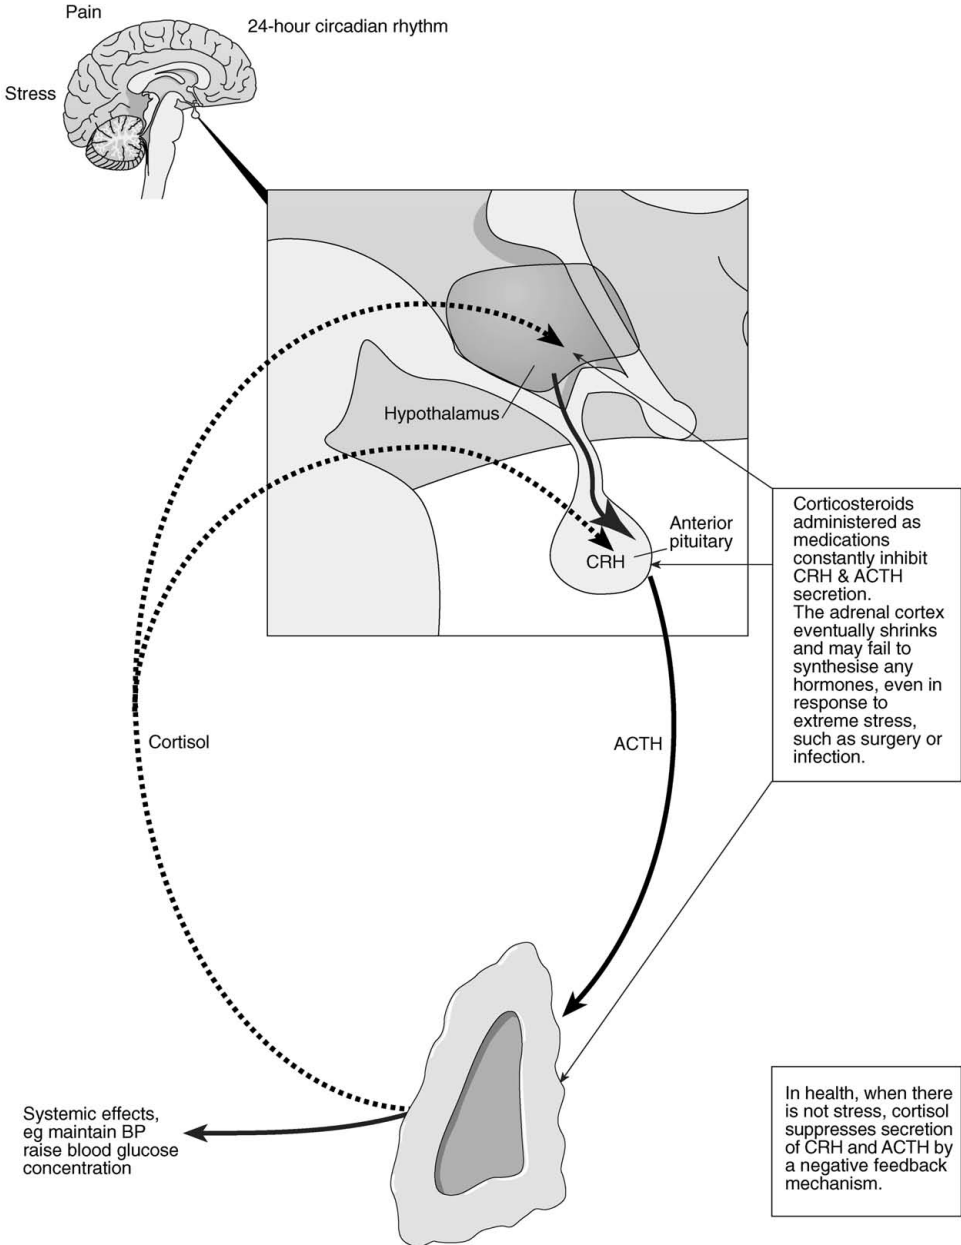 Pain
24-hour circadian rhythm
Stress
Hypothalamus
Anterior
pituitary
CRH
Corticosteroids
administered as
medications
constantly inhibit
CRH & ACTH
secretion.
The adrenal cortex
eventually shrinks
and may fail to
synthesise any
hormones, even in
response to
extreme stress,
such as surgery or
infection.
Cortisol
ACTH
Systemic effects,
eg maintain BP
raise blood glucose
concentration
In health, when there
is not stress, cortisol
suppresses secretion
of CRH and ACTH by
a negative feedback
mechanism.